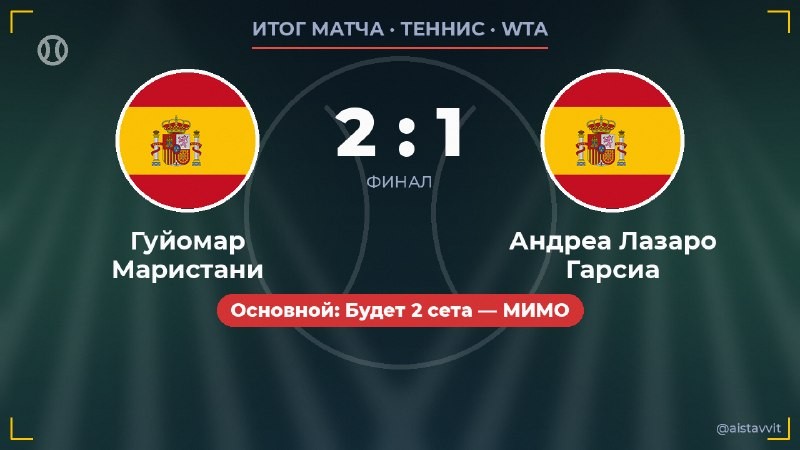 ИТОГ МАТЧА · ТЕННИС · WTA
2 : 1
ФИНАЛ
Гуйомар
Маристани
Андреа Лазаро
Гарсиа
Основной: Будет 2 сета — МИМО
@aistavvit